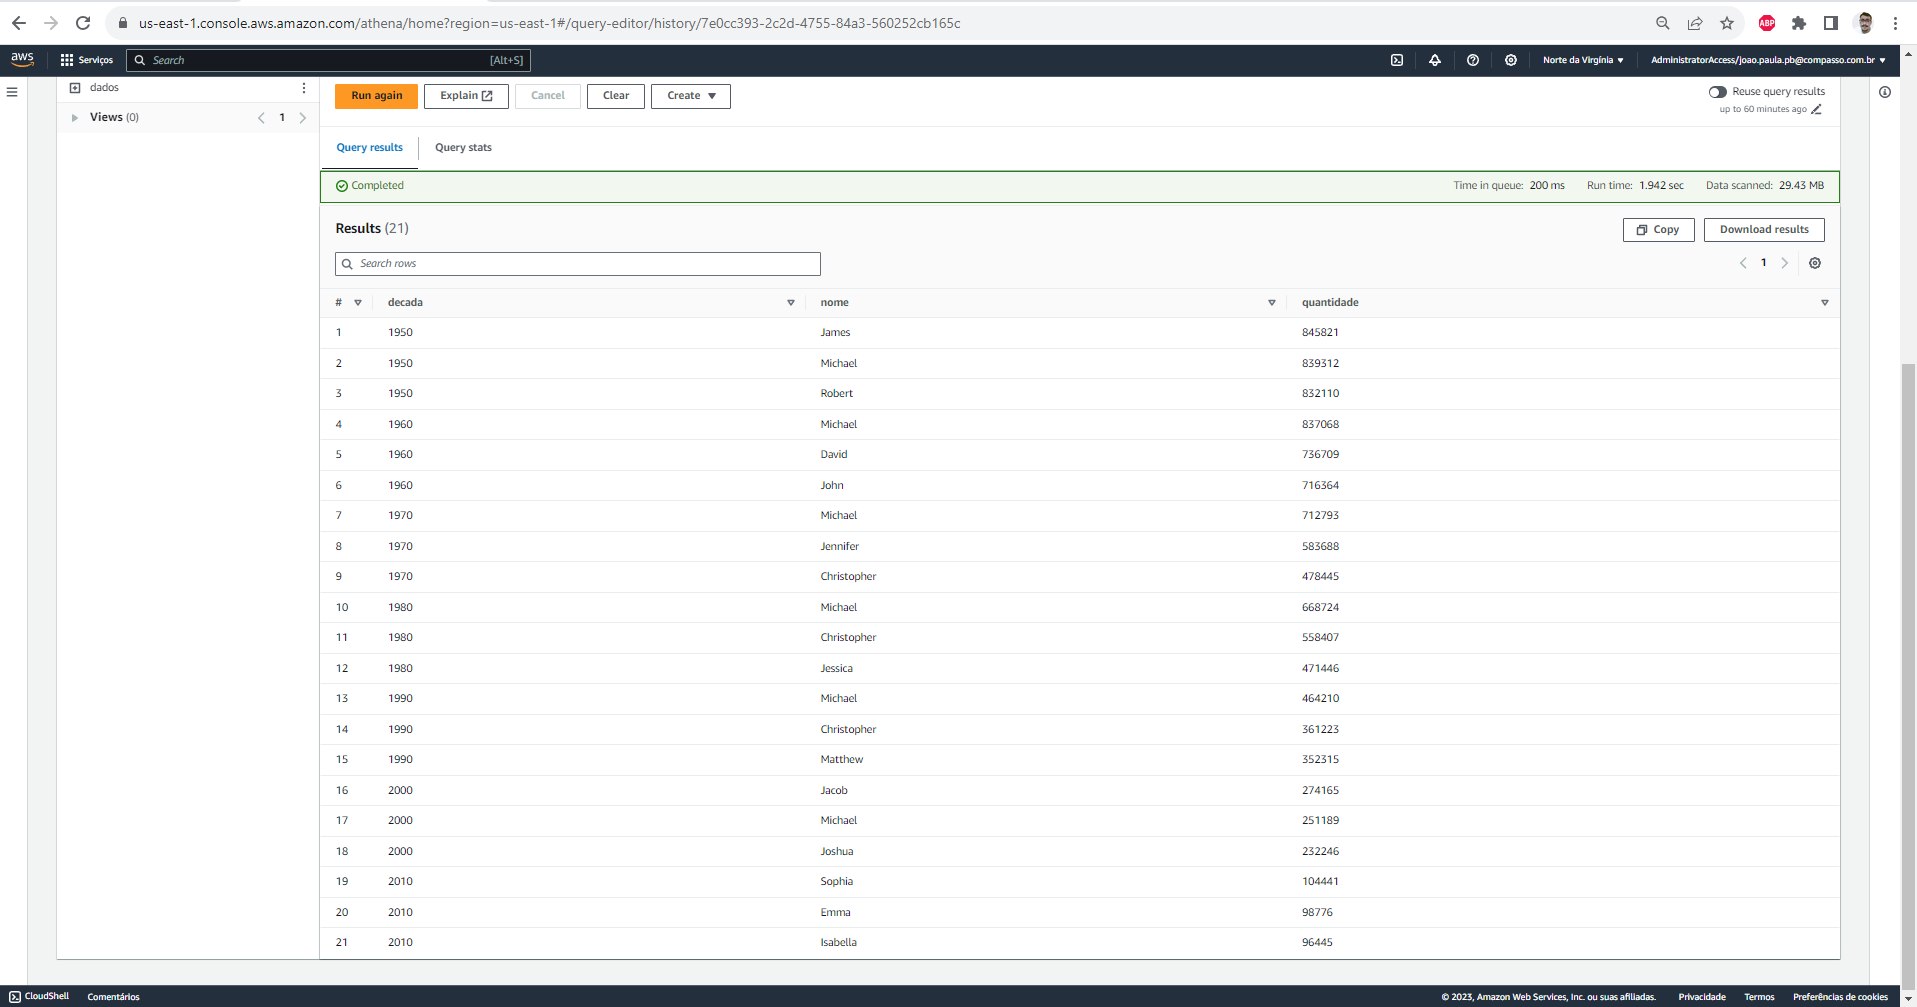 us-east-1.console.aws.amazon.com/athena/home?region=us-east-1#/query-editor/history/7e0cc393-2c2d-4755-84a3-560252cb165c
ABP
aws Serviços Search [Alt+S] Norte da Virgínia AdministratorAccess/joao.paula.pb@compasso.com.br
dados
Views (0) 1
Run again Explain Cancel Clear Create
Reuse query results
up to 60 minutes ago
Query results Query stats
Completed Time in queue: 200 ms Run time: 1.942 sec Data scanned: 29.43 MB
Results (21) Copy Download results
Search rows 1
# decada nome quantidade
1 1950 James 845821
2 1950 Michael 839312
3 1950 Robert 832110
4 1960 Michael 837068
5 1960 David 736709
6 1960 John 716364
7 1970 Michael 712793
8 1970 Jennifer 583688
9 1970 Christopher 478445
10 1980 Michael 668724
11 1980 Christopher 558407
12 1980 Jessica 471446
13 1990 Michael 464210
14 1990 Christopher 361223
15 1990 Matthew 352315
16 2000 Jacob 274165
17 2000 Michael 251189
18 2000 Joshua 232246
19 2010 Sophia 104441
20 2010 Emma 98776
21 2010 Isabella 96445
CloudShell Comentários © 2023, Amazon Web Services, Inc. ou suas afiliadas. Privacidade Termos Preferências de cookies